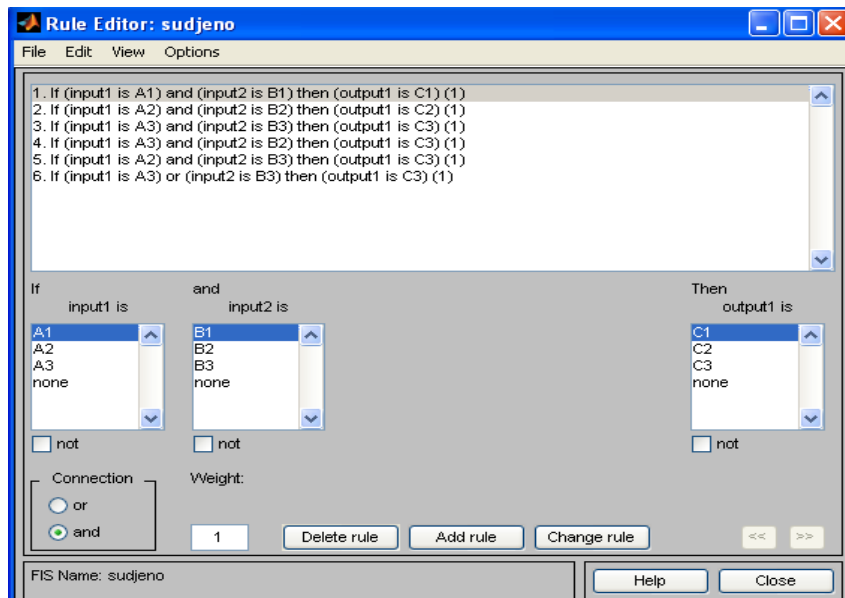 Rule Editor: sudjeno
File Edit View Options
1. If (input1 is A1) and (input2 is B1) then (output1 is C1) (1)
2. If (input1 is A2) and (input2 is B2) then (output1 is C2) (1)
3. If (input1 is A3) and (input2 is B3) then (output1 is C3) (1)
4. If (input1 is A3) and (input2 is B2) then (output1 is C3) (1)
5. If (input1 is A2) and (input2 is B3) then (output1 is C3) (1)
6. If (input1 is A3) or (input2 is B3) then (output1 is C3) (1)
If and Then
input1 is input2 is output1 is
A1 B1 C1
A2 B2 C2
A3 B3 C3
none none none
not not not
Connection Weight:
or
and 1 Delete rule Add rule Change rule << >>
FIS Name: sudjeno Help Close